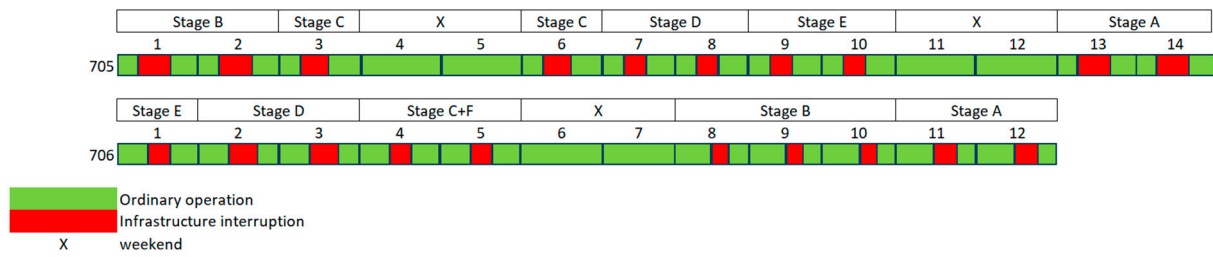 Stage B Stage C X Stage C Stage D Stage E X Stage A
1 2 3 4 5 6 7 8 9 10 11 12 13 14
705
Stage E Stage D Stage C+F X Stage B Stage A
1 2 3 4 5 6 7 8 9 10 11 12
706
Ordinary operation
Infrastructure interruption
X weekend